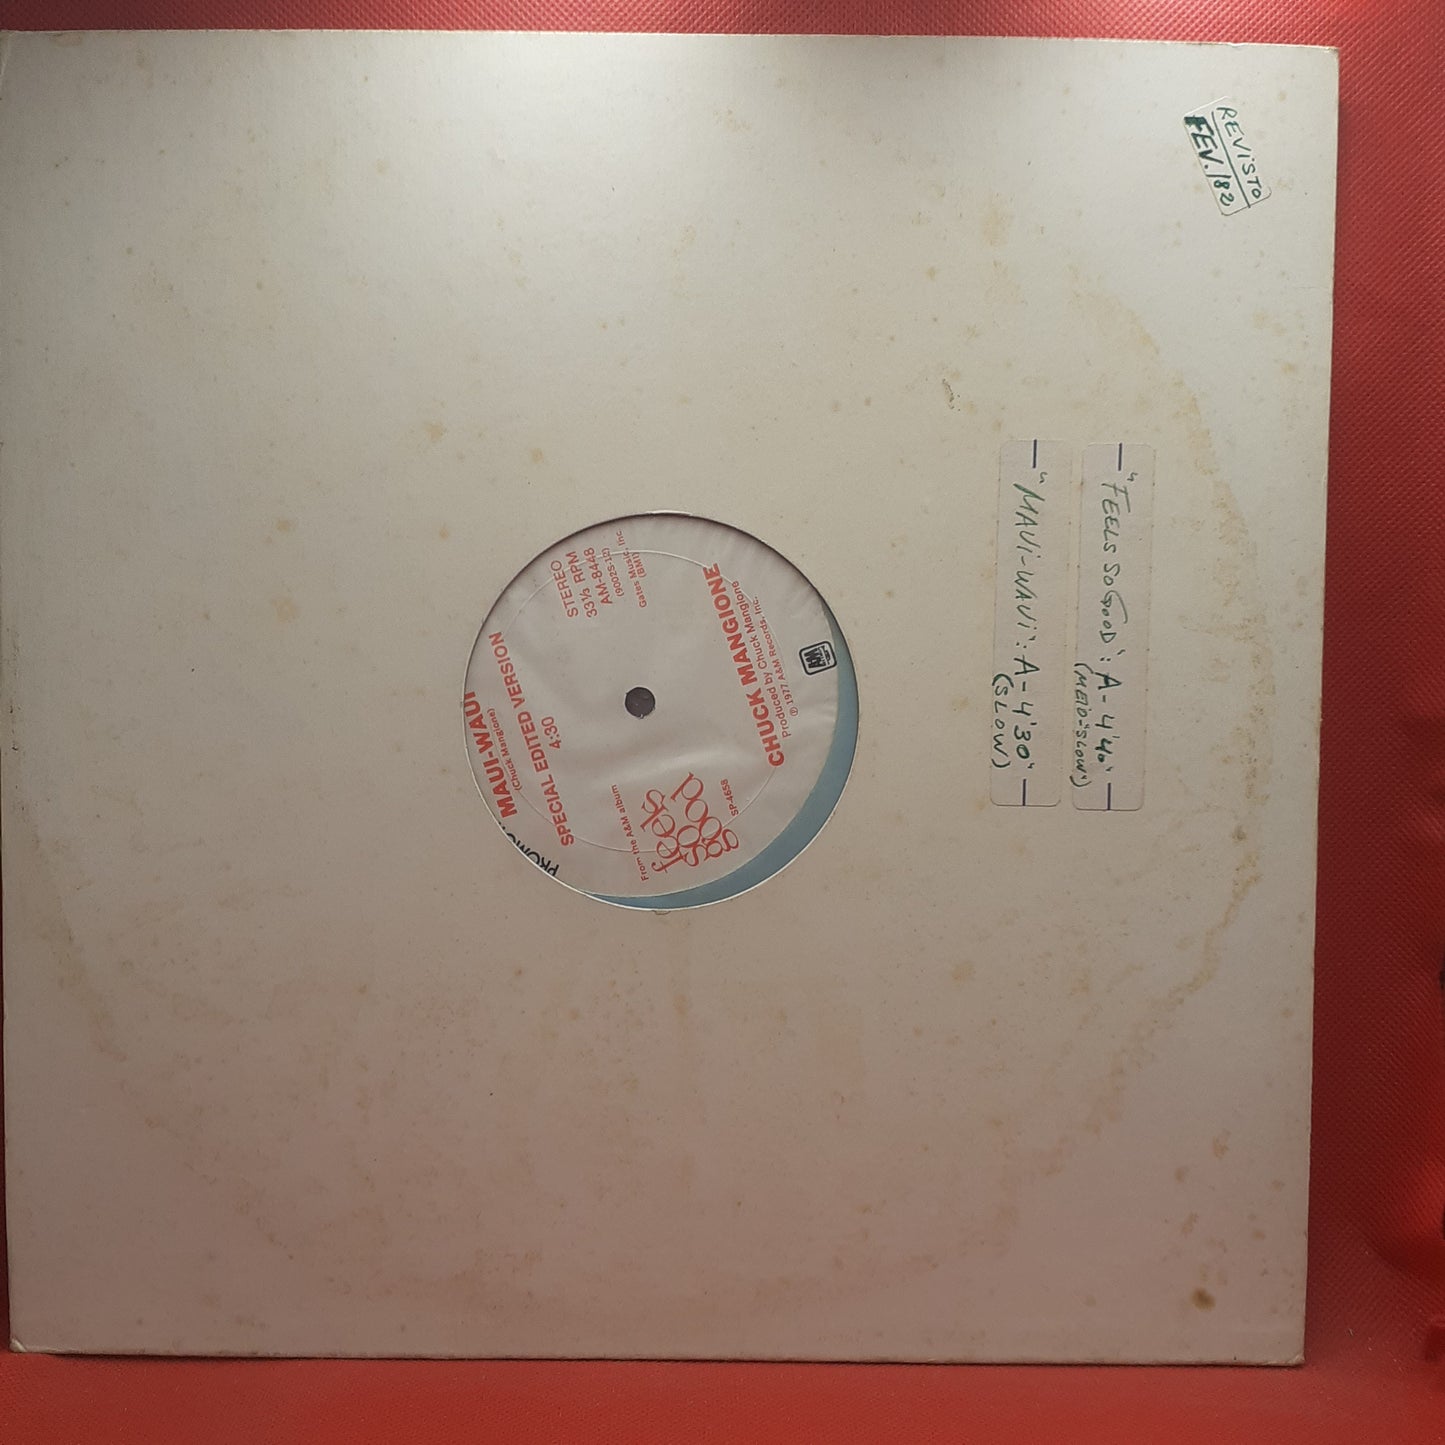 REVISTO
FEV./82
— "FEELS SO GOOD": A - 4'40" —
(MEIO-"SLOW")
— "MAUI-WAUI": A - 4'30" —
(SLOW)
MAUI-WAUI
(Chuck Mangione)
SPECIAL EDITED VERSION
4:30
STEREO
33⅓ RPM
AM-8448
(9002S-12)
Gates Music, Inc.
(BMI)
From the A&M album
feels
so
good
SP-4658
CHUCK MANGIONE
Produced by Chuck Mangione
℗ 1977 A&M Records, Inc.
A&M